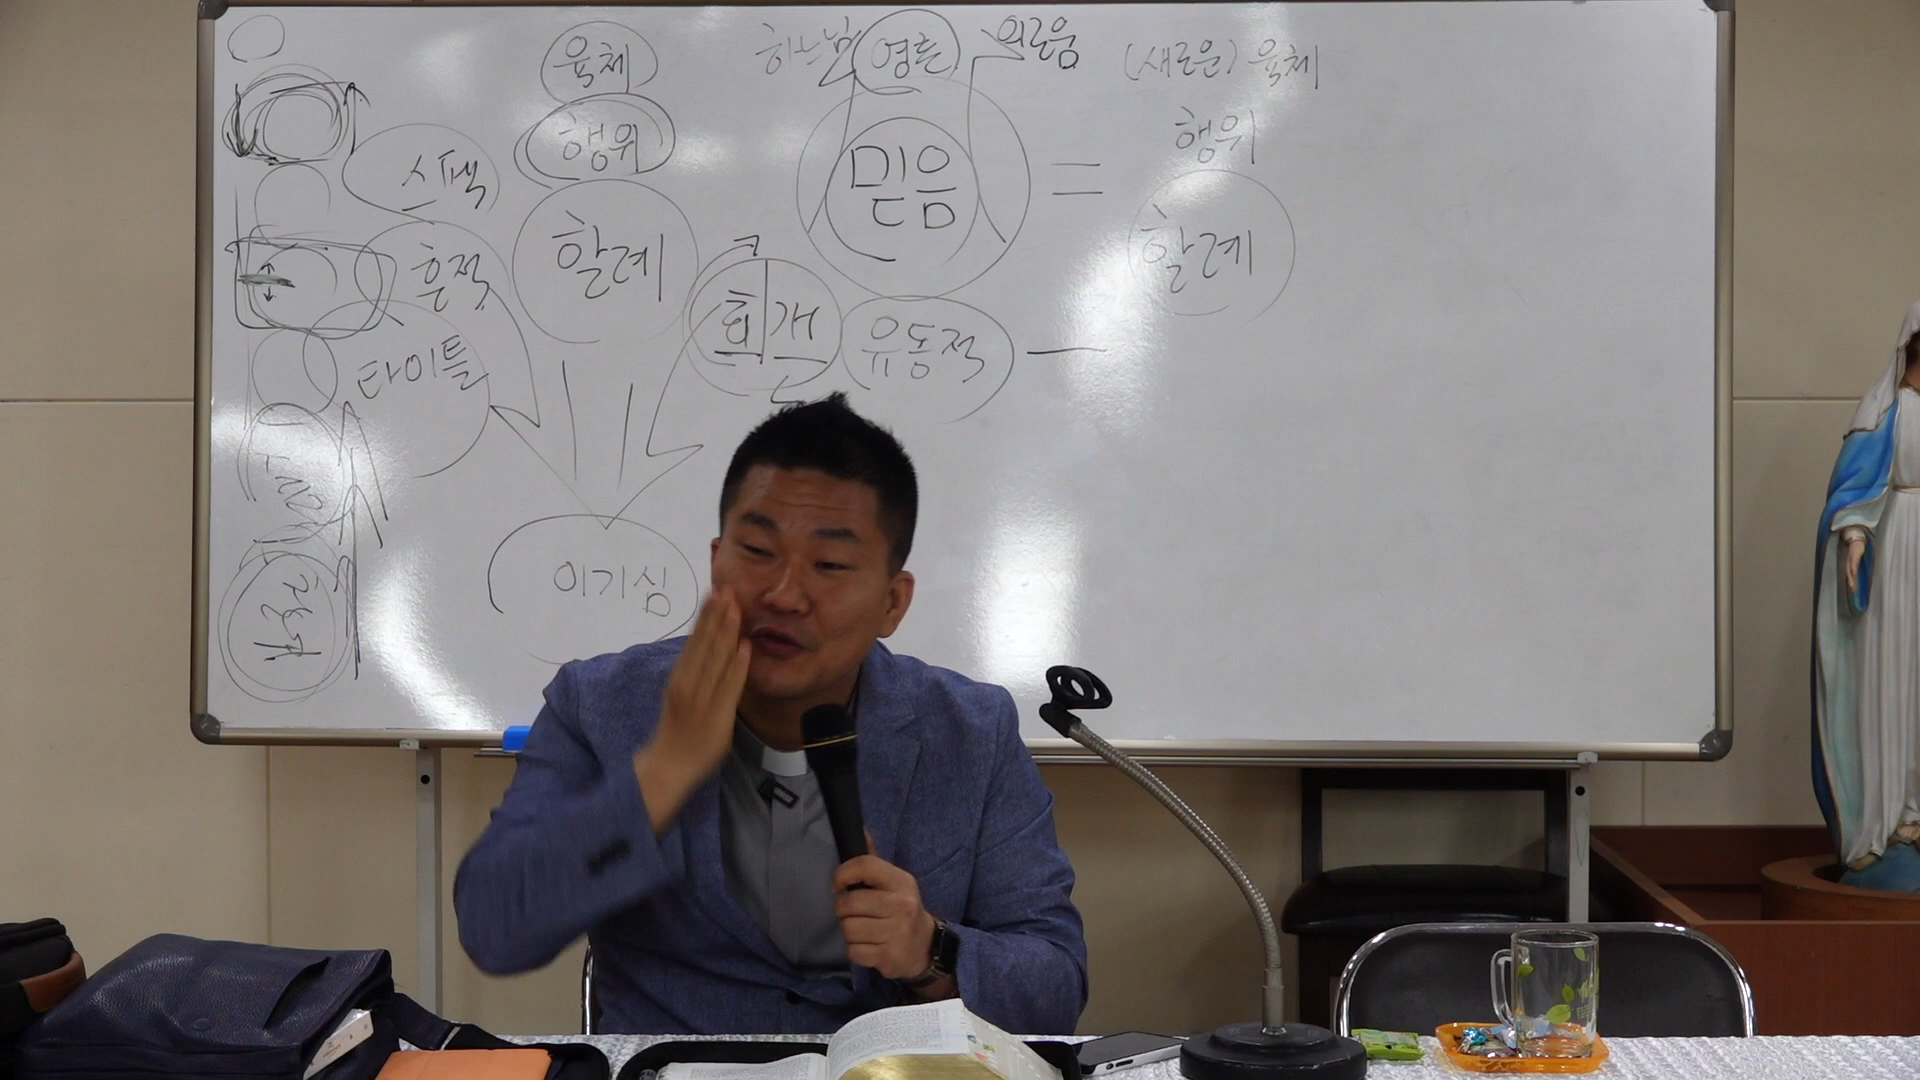 육체
하느님 영혼 의로움
(새로운) 육체
행위
행위
스펙
믿음 =
할례
할례
흔적
회개
유동적 —
타이틀
이기심